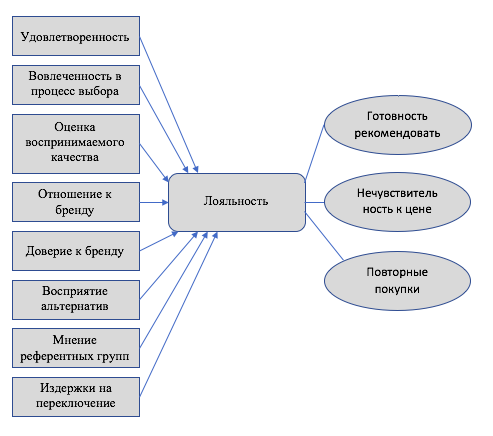 Удовлетворенность
Вовлеченность в
процесс выбора
Оценка
воспринимаемого
качества
Отношение к
бренду
Доверие к бренду
Восприятие
альтернатив
Мнение
референтных групп
Издержки на
переключение
Лояльность
Готовность
рекомендовать
Нечувствитель
ность к цене
Повторные
покупки